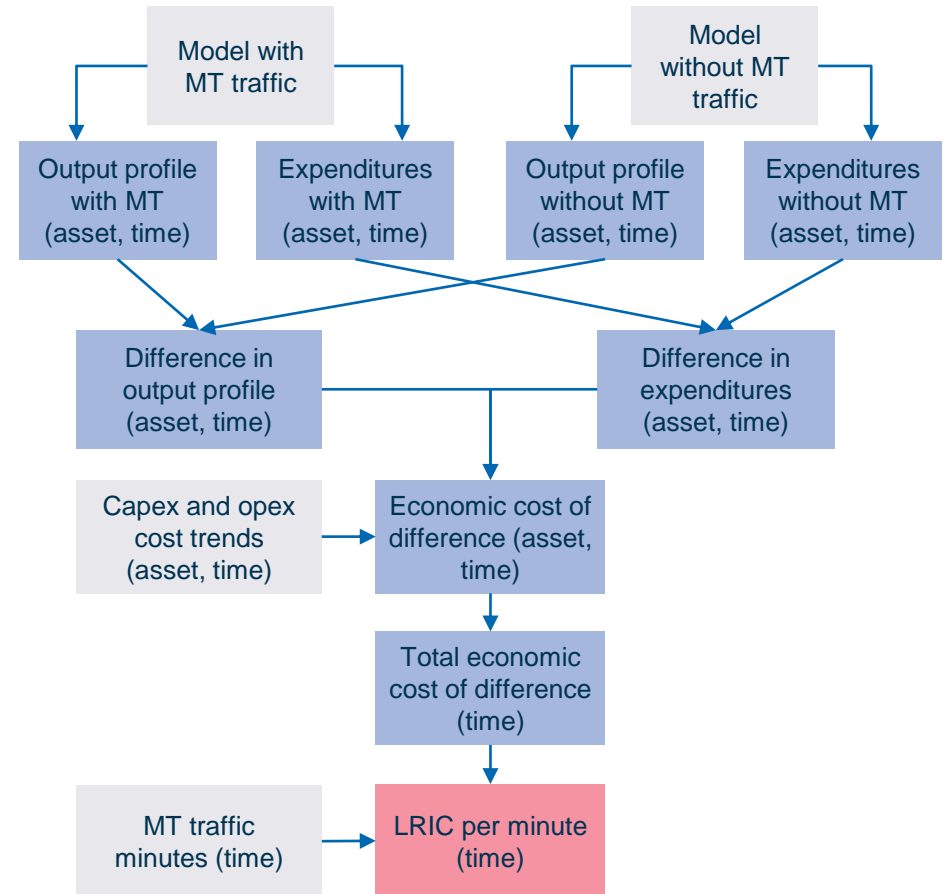 Model with
MT traffic
Model
without MT
traffic
Output profile
with MT
(asset, time)
Expenditures
with MT
(asset, time)
Output profile
without MT
(asset, time)
Expenditures
without MT
(asset, time)
Difference in
output profile
(asset, time)
Difference in
expenditures
(asset, time)
Capex and opex
cost trends
(asset, time)
Economic cost of
difference (asset,
time)
Total economic
cost of difference
(time)
MT traffic
minutes (time)
LRIC per minute
(time)